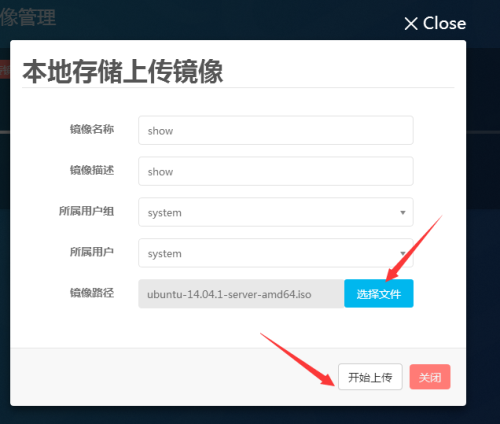 像管理
Close
本地存储上传镜像
镜像名称 show
镜像描述 show
所属用户组 system
所属用户 system
镜像路径 ubuntu-14.04.1-server-amd64.iso 选择文件
开始上传 关闭